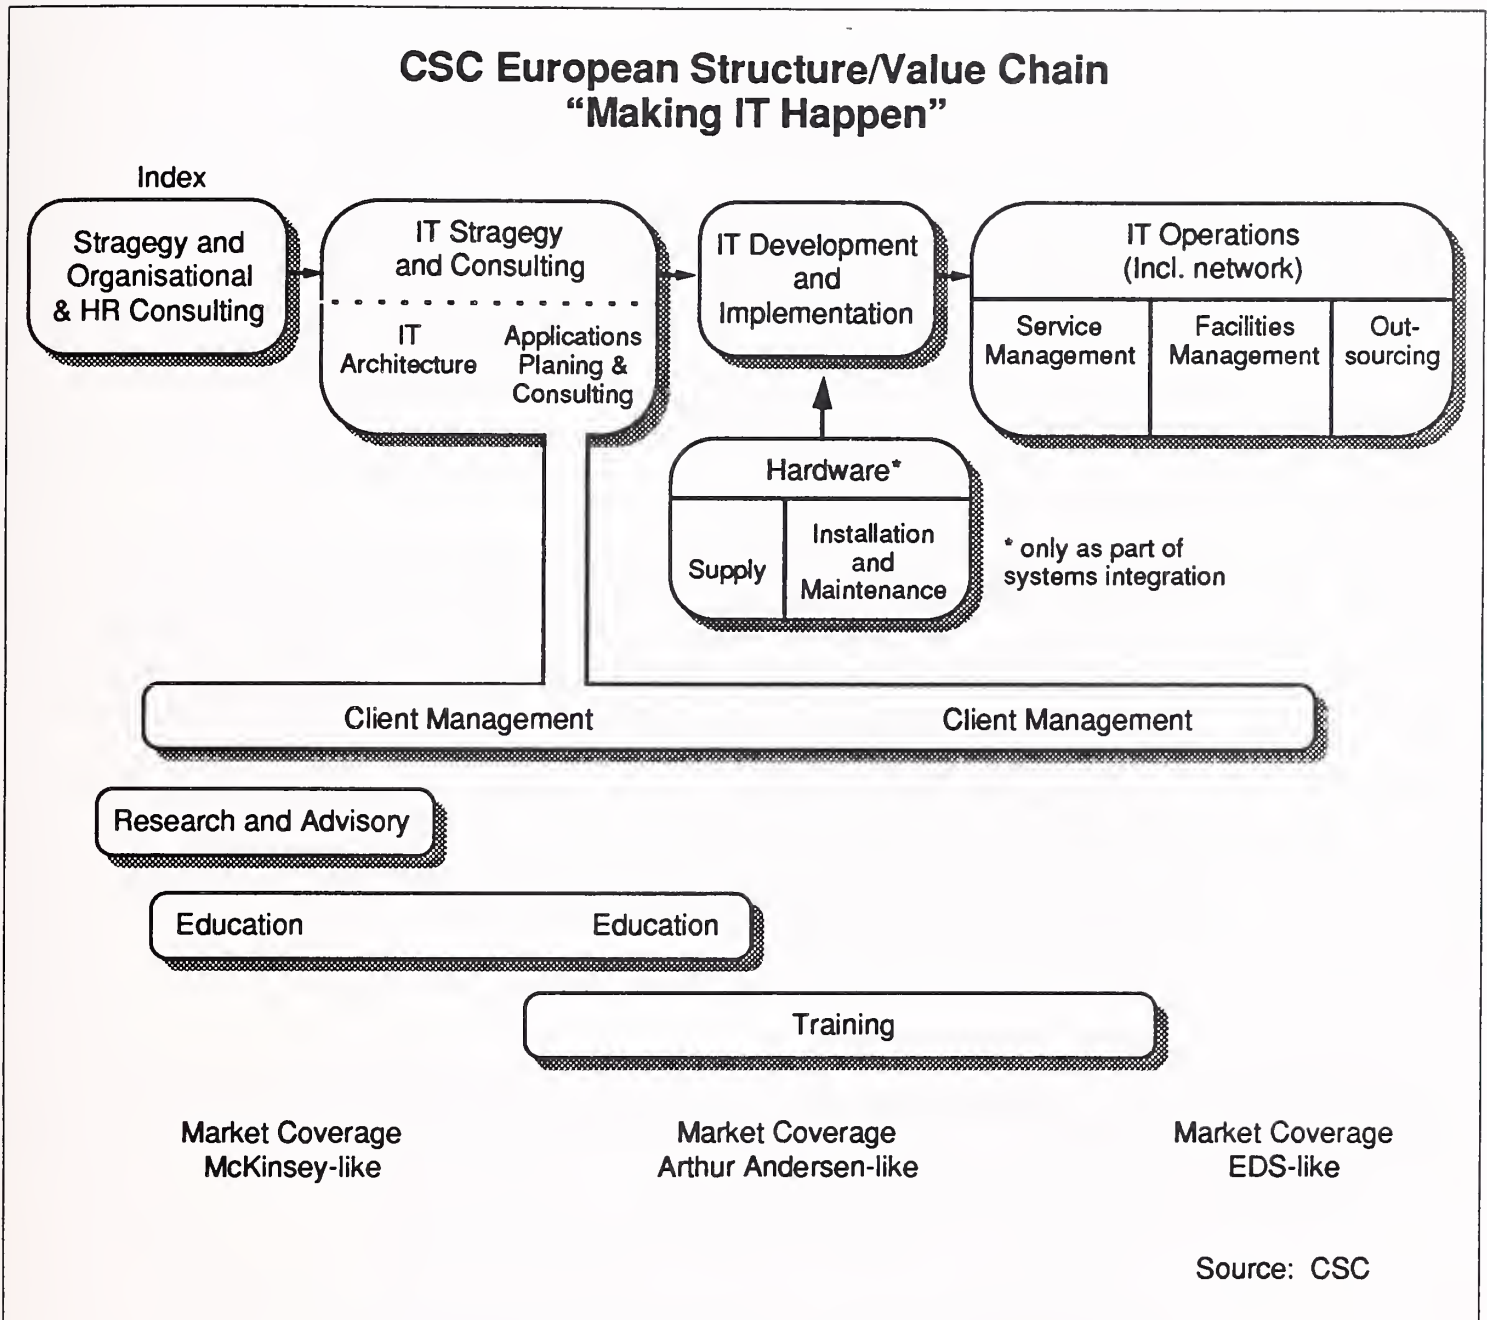 CSC European Structure/Value Chain
“Making IT Happen”
Index
Stragegy and
Organisational
& HR Consulting
IT Stragegy
and Consulting
IT
Architecture
Applications
Planing &
Consulting
IT Development
and
Implementation
IT Operations
(Incl. network)
Service
Management
Facilities
Management
Out-
sourcing
Hardware*
Supply
Installation
and
Maintenance
* only as part of
systems integration
Client Management
Client Management
Research and Advisory
Education
Education
Training
Market Coverage
McKinsey-like
Market Coverage
Arthur Andersen-like
Market Coverage
EDS-like
Source: CSC